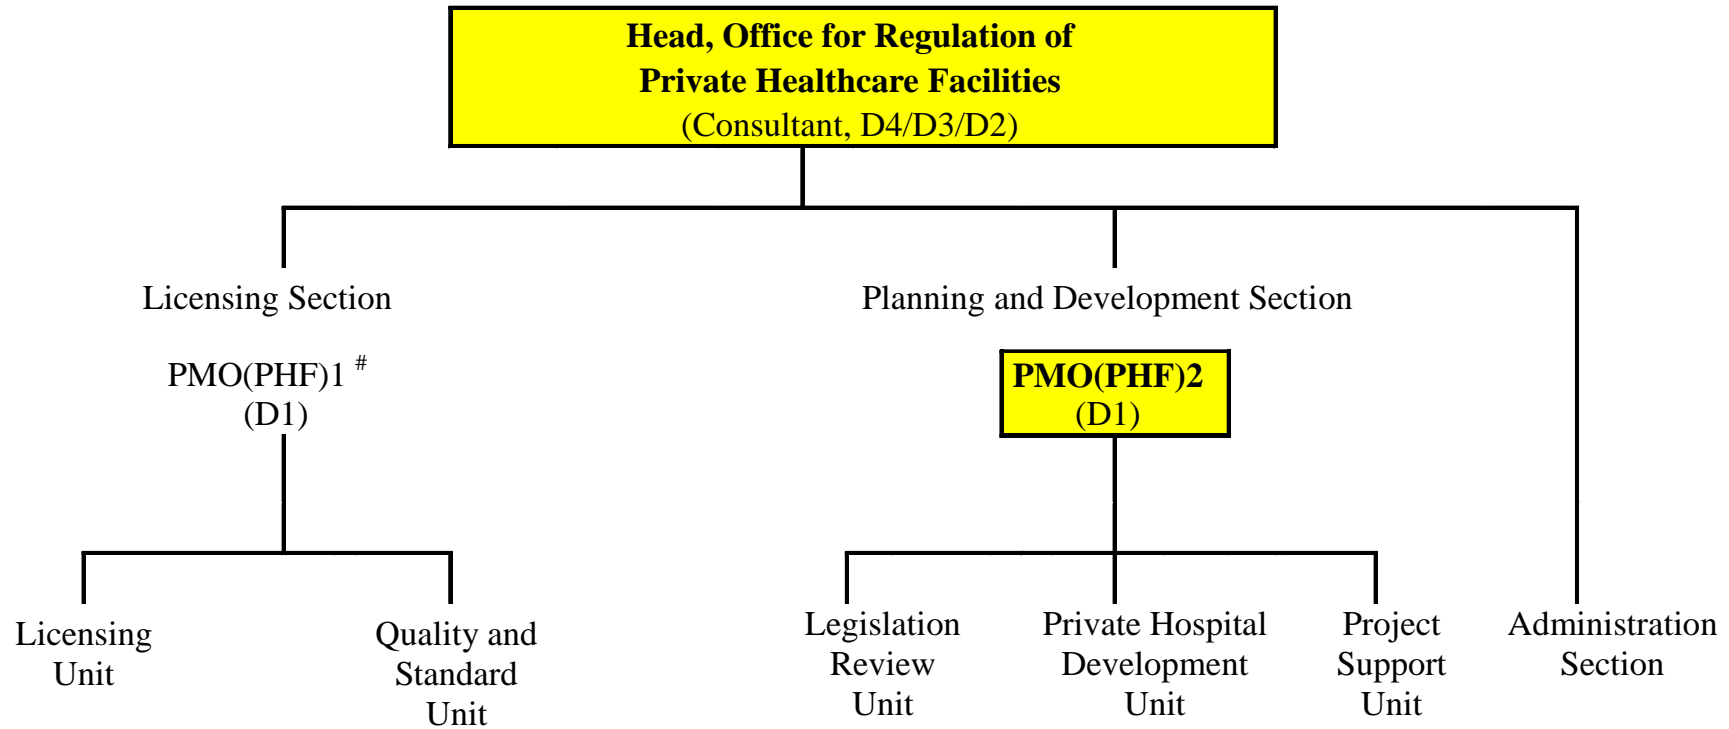 Head, Office for Regulation of
Private Healthcare Facilities
(Consultant, D4/D3/D2)
Licensing Section
PMO(PHF)1 #
(D1)
Planning and Development Section
PMO(PHF)2
(D1)
Licensing
Unit
Quality and
Standard
Unit
Legislation
Review
Unit
Private Hospital
Development
Unit
Project
Support
Unit
Administration
Section